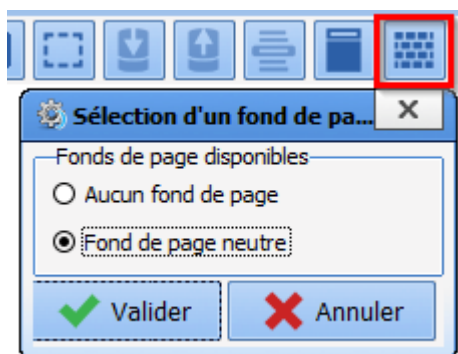 Sélection d'un fond de pa...
Fonds de page disponibles
Aucun fond de page
Fond de page neutre
Valider
Annuler